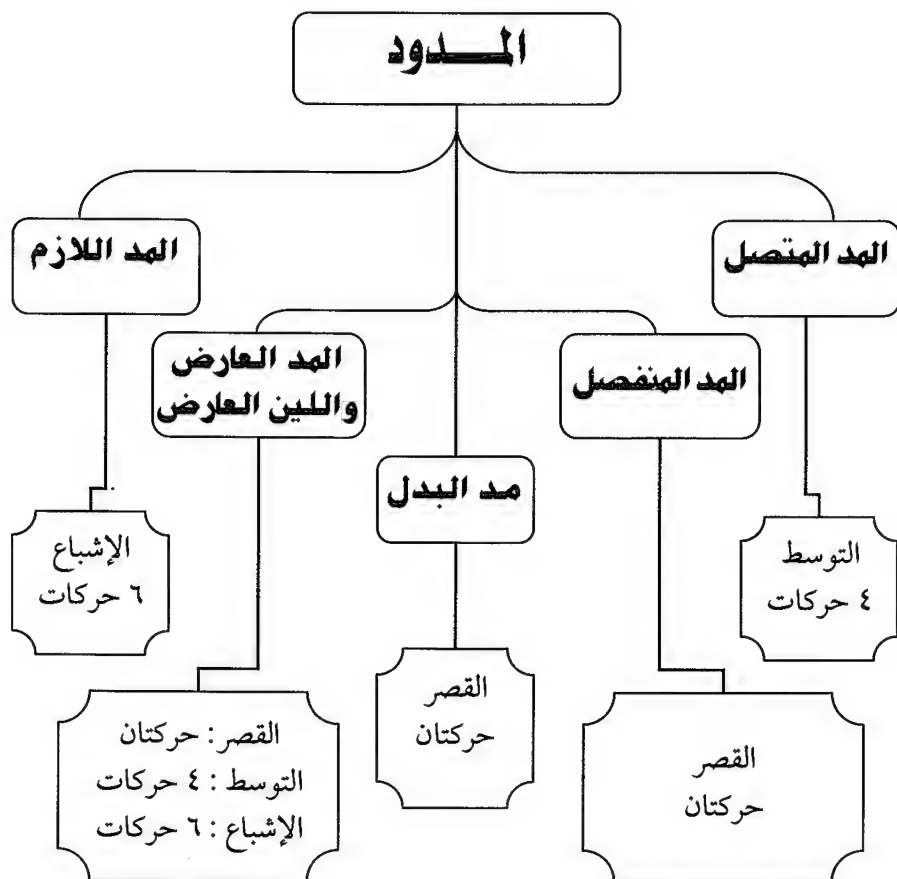 المـــدود
المد المتصل
المد اللازم
المد المنفصل
المد العارض
واللين العارض
مد البدل
التوسط
٤ حركات
الإشباع
٦ حركات
القصر
حركتان
القصر
حركتان
القصر : حركتان
التوسط : ٤ حركات
الإشباع : ٦ حركات